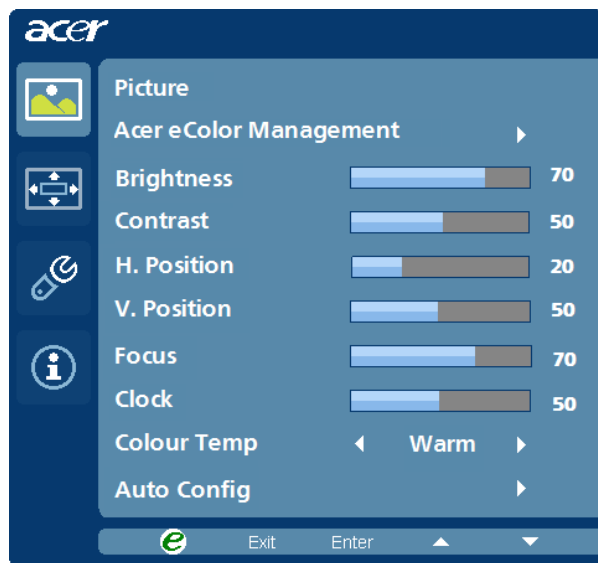 acer
Picture
Acer eColor Management
Brightness 70
Contrast 50
H. Position 20
V. Position 50
Focus 70
Clock 50
Colour Temp Warm
Auto Config
e Exit Enter